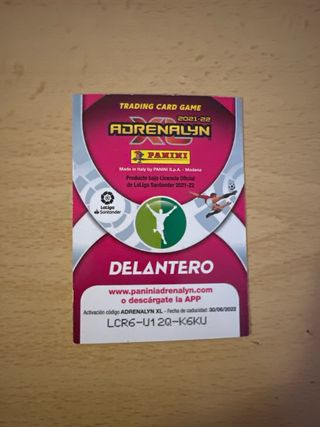 TRADING CARD GAME
2021-22
ADRENALYN
XL
PANINI
Made in Italy by PANINI S.p.A. - Modena
Producto bajo Licencia Oficial
de LaLiga Santander 2021-22
LaLiga
Santander
DELANTERO
www.paniniadrenalyn.com
o descárgate la APP
Activación código ADRENALYN XL - Fecha de caducidad: 30/06/2022
LCR6-U12Q-K6KU